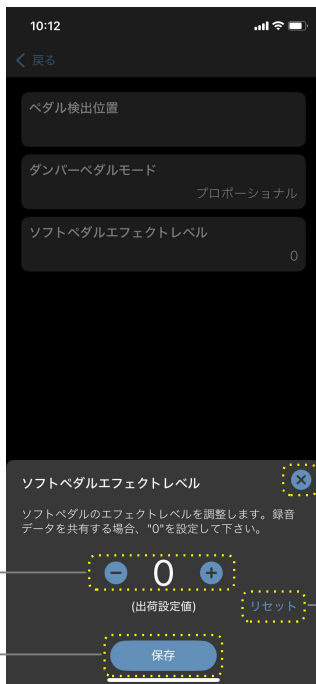 10:12
戻る
ペダル検出位置
ダンパーペダルモード
プロポーショナル
ソフトペダルエフェクトレベル
0
ソフトペダルエフェクトレベル
ソフトペダルのエフェクトレベルを調整します。録音
データを共有する場合、"0"を設定して下さい。
0
(出荷設定値)
リセット
保存